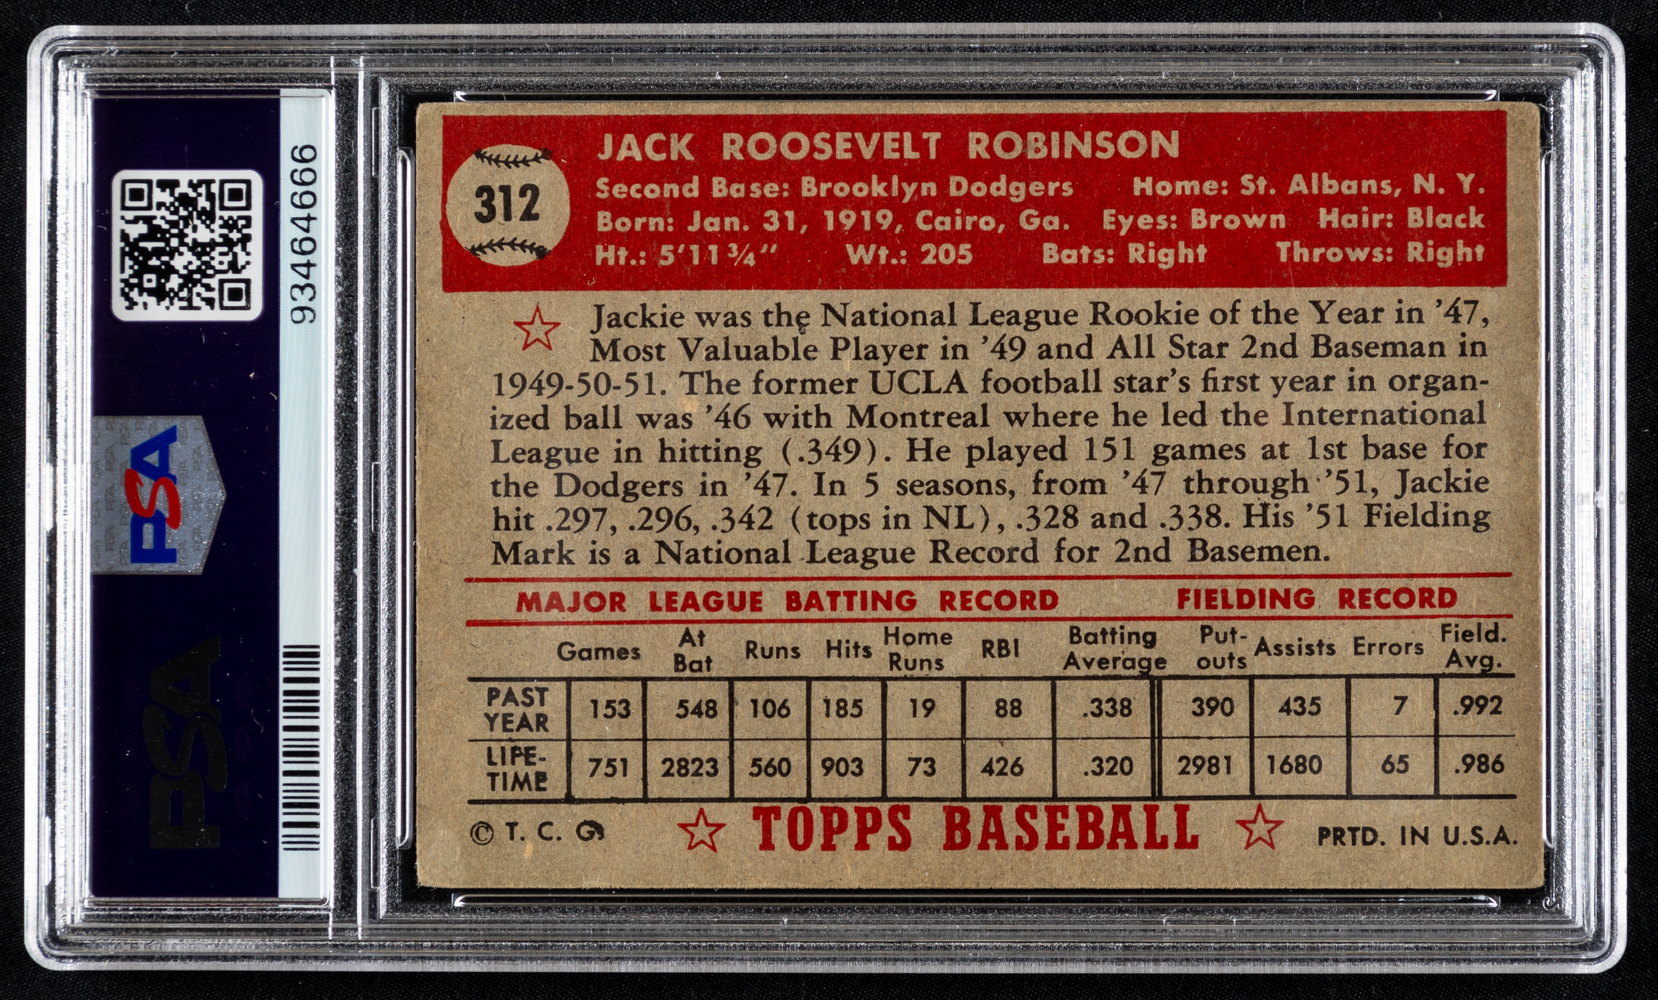 93464666
PSA
PSA
312
JACK ROOSEVELT ROBINSON
Second Base: Brooklyn Dodgers Home: St. Albans, N. Y.
Born: Jan. 31, 1919, Cairo, Ga. Eyes: Brown Hair: Black
Ht.: 5'11 3/4" Wt.: 205 Bats: Right Throws: Right
☆ Jackie was the National League Rookie of the Year in '47,
Most Valuable Player in '49 and All Star 2nd Baseman in
1949-50-51. The former UCLA football star's first year in organ-
ized ball was '46 with Montreal where he led the International
League in hitting (.349). He played 151 games at 1st base for
the Dodgers in '47. In 5 seasons, from '47 through '51, Jackie
hit .297, .296, .342 (tops in NL), .328 and .338. His '51 Fielding
Mark is a National League Record for 2nd Basemen.
MAJOR LEAGUE BATTING RECORD FIELDING RECORD
Games At Bat Runs Hits Home Runs RBI Batting Average Put-outs Assists Errors Field. Avg.
PAST YEAR 153 548 106 185 19 88 .338 390 435 7 .992
LIFE-TIME 751 2823 560 903 73 426 .320 2981 1680 65 .986
© T. C. G. ☆ TOPPS BASEBALL ☆ PRTD. IN U.S.A.